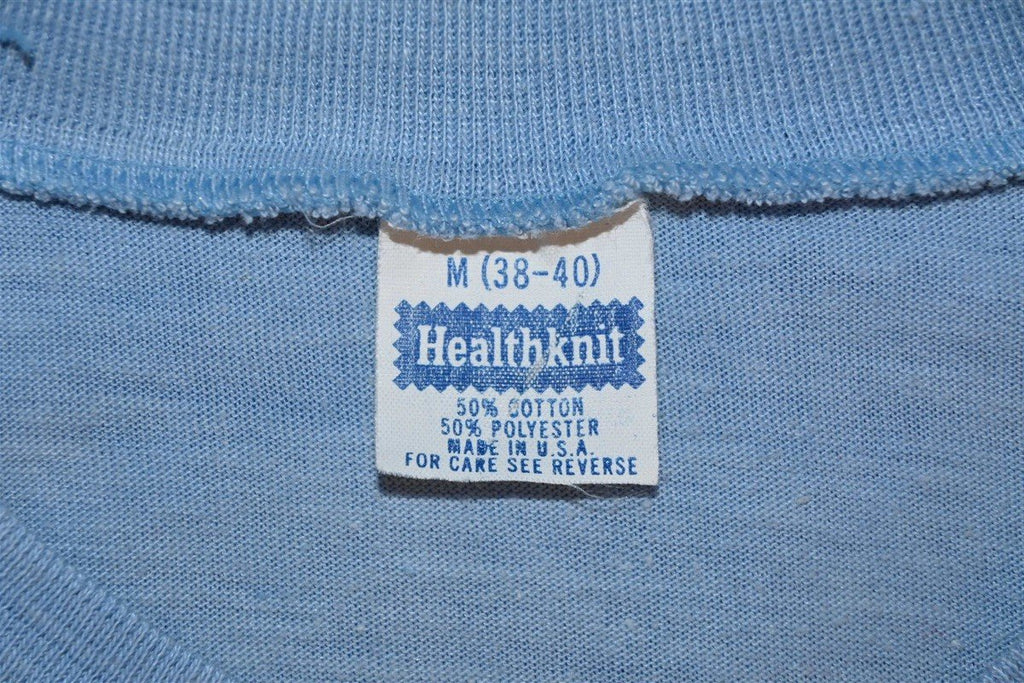 M (38-40)
Healthknit
50% COTTON
50% POLYESTER
MADE IN U.S.A.
FOR CARE SEE REVERSE